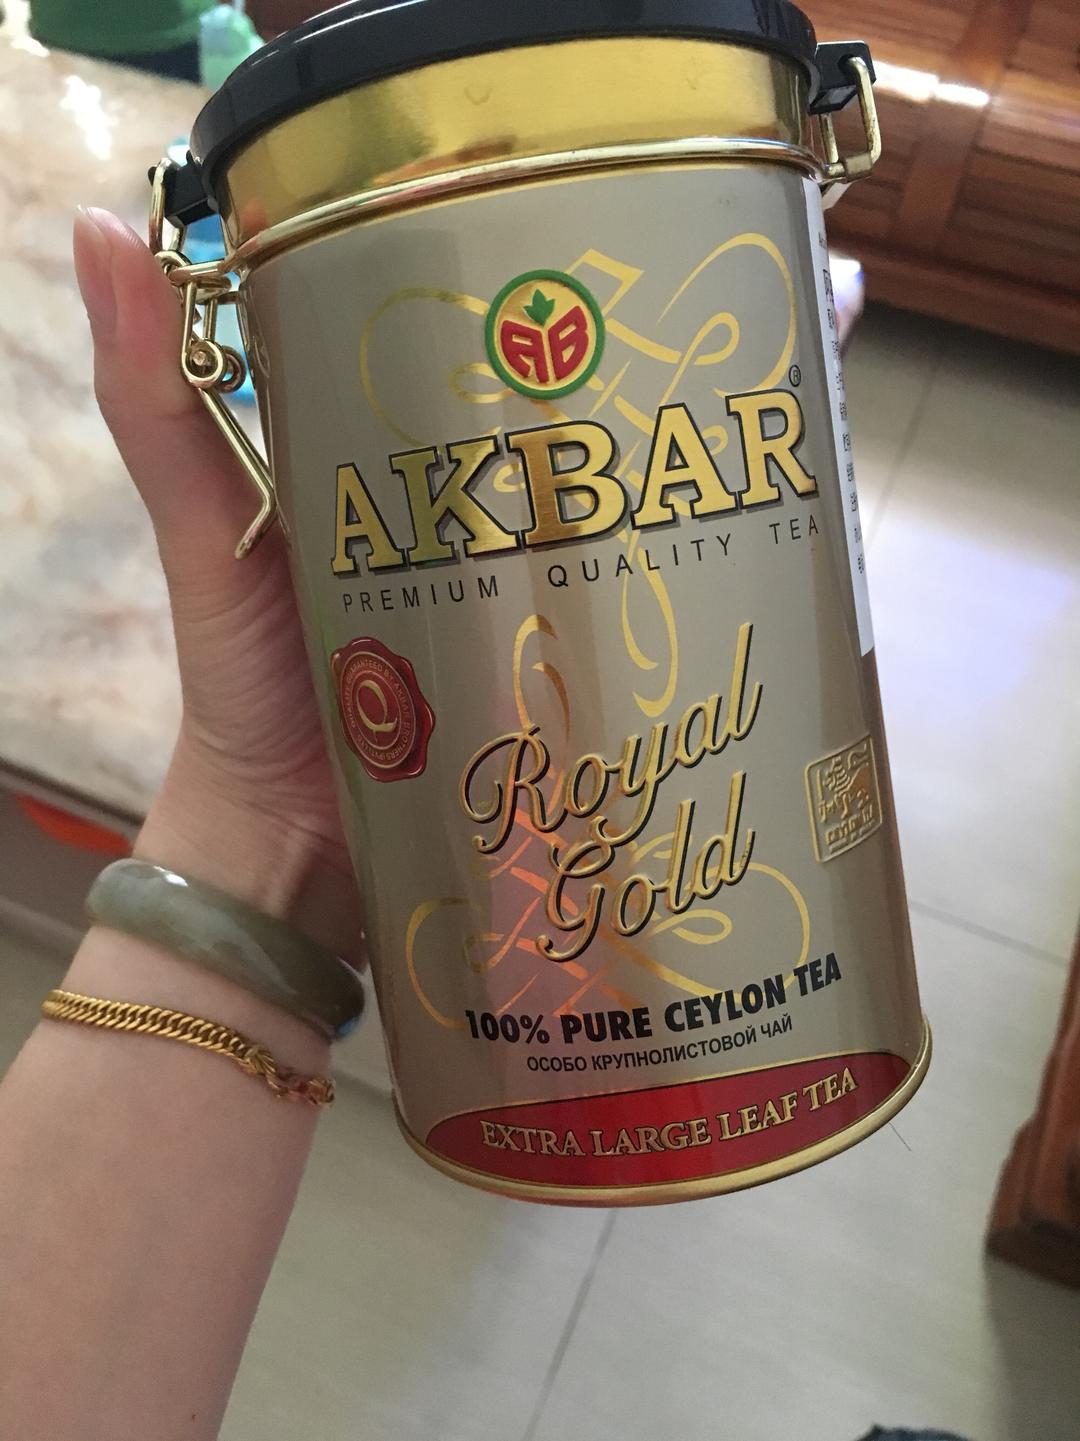 AB
AKBAR®
PREMIUM QUALITY TEA
Q
Royal
Gold
100% PURE CEYLON TEA
ОСОБО КРУПНОЛИСТОВОЙ ЧАЙ
EXTRA LARGE LEAF TEA